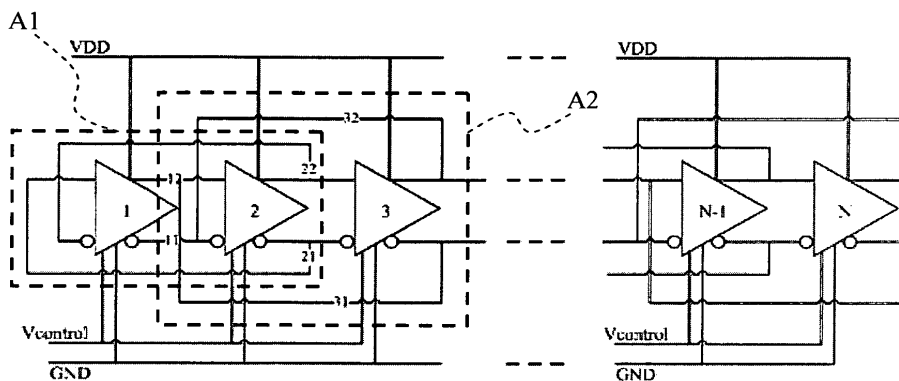 A1
VDD
VDD
A2
32
22
12
1
2
3
N-1
N
11
21
31
Vcontrol
GND
Vcontrol
GND